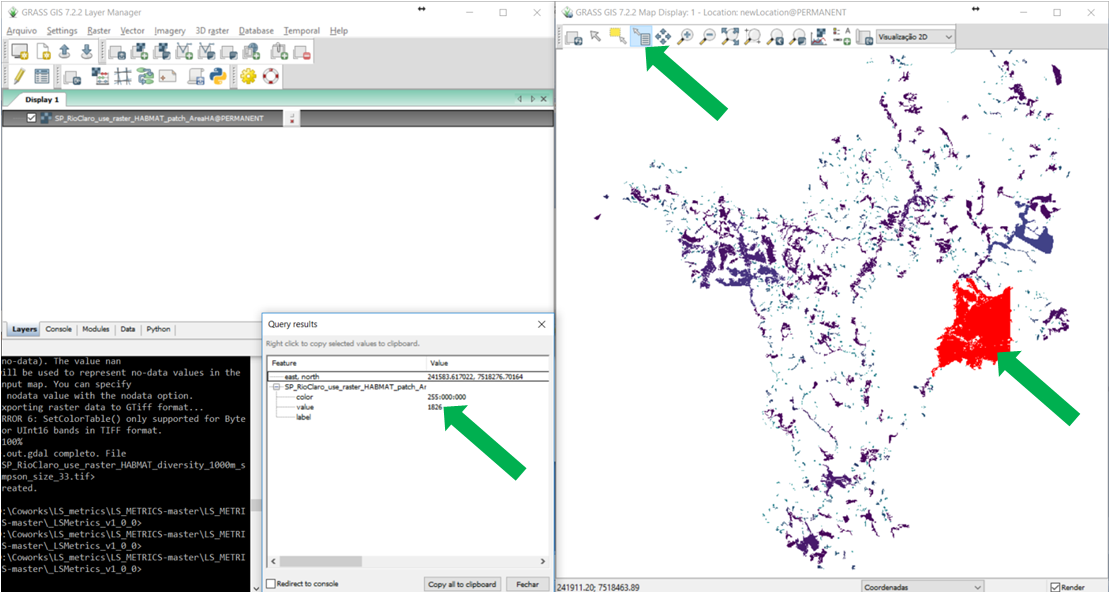 GRASS GIS 7.2.2 Layer Manager
Arquivo Settings Raster Vector Imagery 3D raster Database Temporal Help
Display 1
SP_RioClaro_use_raster_HABMAT_patch_AreaHA@PERMANENT
Layers Console Modules Data Python
no-data). The value nan
ill be used to represent no-data values in the
nput map. You can specify
nodata value with the nodata option.
xporting raster data to GTiff format...
RROR 6: SetColorTable() only supported for Byte
or UInt16 bands in TIFF format.
100%
.out.gdal completo. File
SP_RioClaro_use_raster_HABMAT_diversity_1000m_s
mpson_size_33.tif>
reated.
:\Coworks\LS_metrics\LS_METRICS-master\LS_METRI
S-master\_LSMetrics_v1_0_0>
:\Coworks\LS_metrics\LS_METRICS-master\LS_METRI
S-master\_LSMetrics_v1_0_0>
:\Coworks\LS_metrics\LS_METRICS-master\LS_METRI
S-master\_LSMetrics_v1_0_0>
Query results
Right click to copy selected values to clipboard.
Feature Value
east, north 241583.617022, 7518276.70164
SP_RioClaro_use_raster_HABMAT_patch_Ar
color 255:000:000
value 1826
label
Redirect to console Copy all to clipboard Fechar
GRASS GIS 7.2.2 Map Display: 1 - Location: newLocation@PERMANENT
Visualização 2D
241911.20; 7518463.89 Coordenadas Render